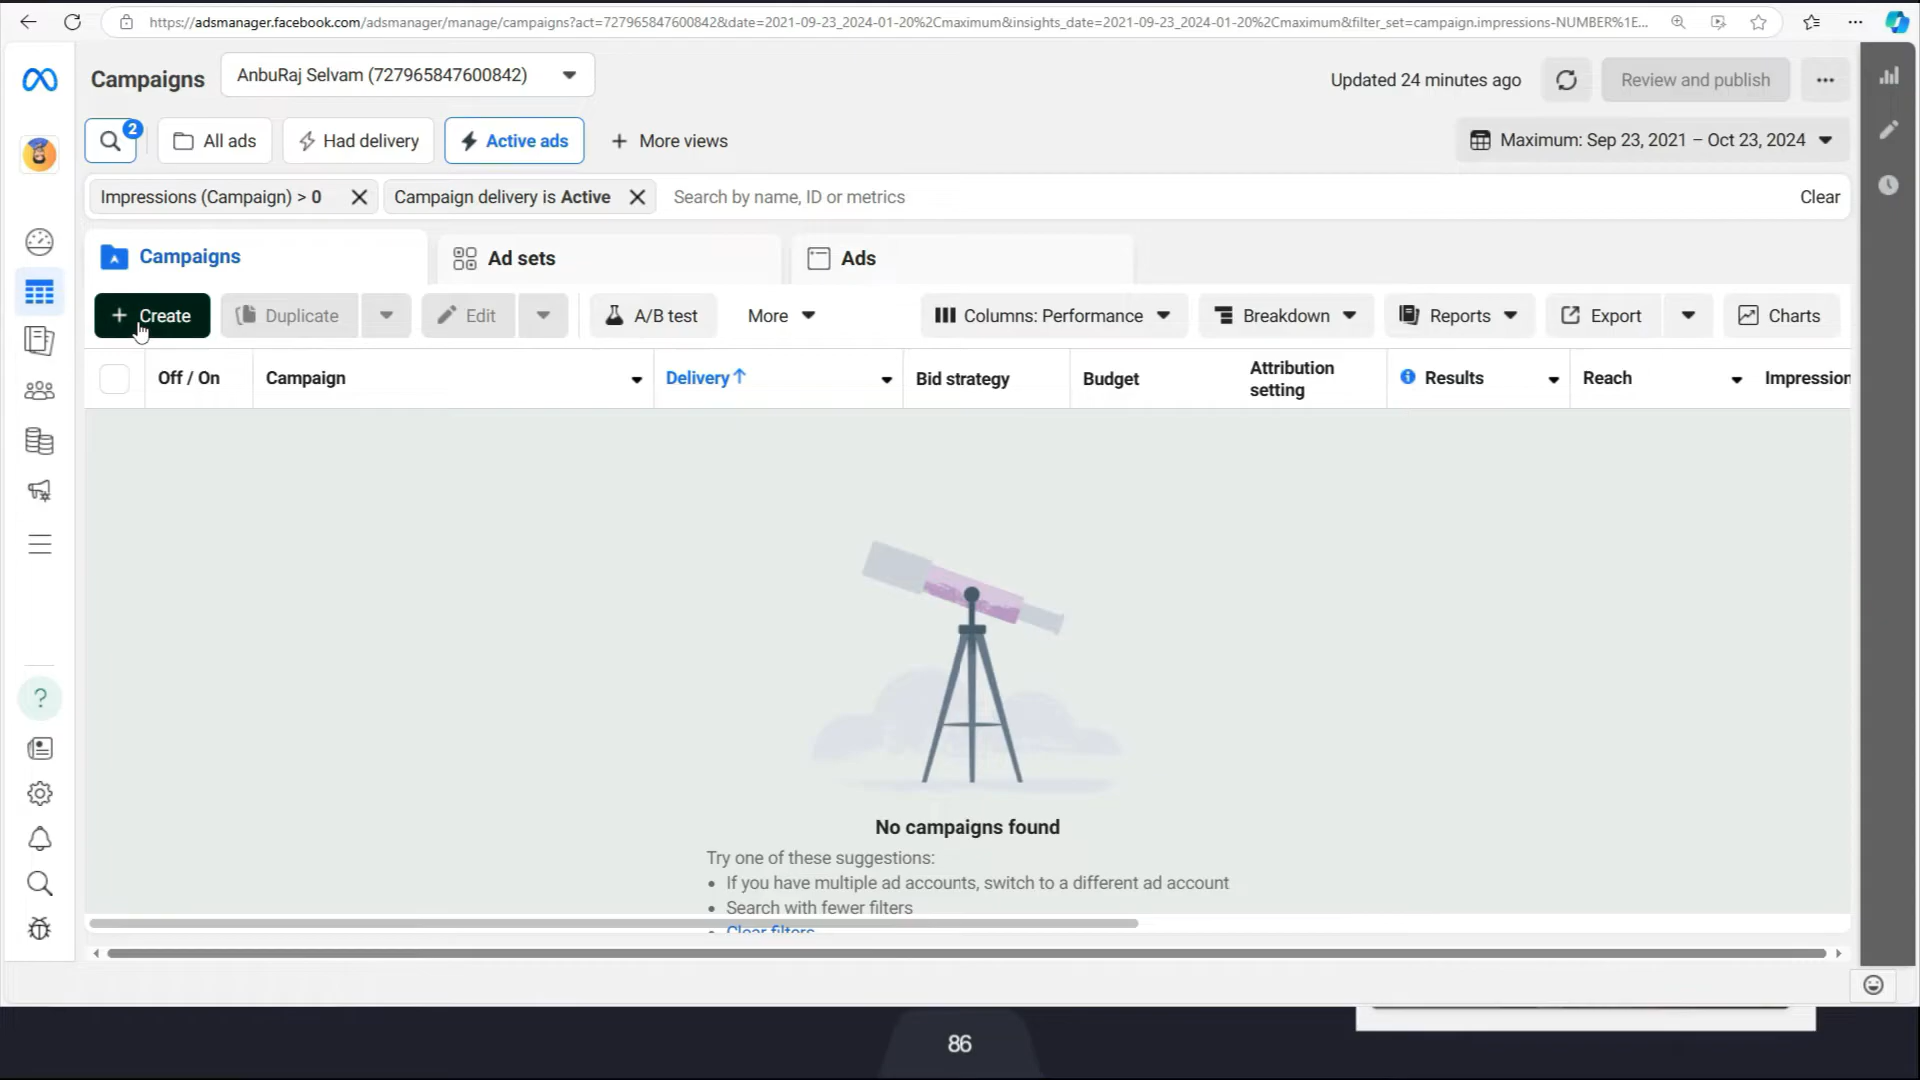 https://adsmanager.facebook.com/adsmanager/manage/campaigns?act=727965847600842&date=2021-09-23_2024-01-20%2Cmaximum&insights_date=2021-09-23_2024-01-20%2Cmaximum&filter_set=campaign.impressions-NUMBER%1E...
Campaigns
AnbuRaj Selvam (727965847600842)
Updated 24 minutes ago
Review and publish
2
All ads
Had delivery
Active ads
+ More views
Maximum: Sep 23, 2021 – Oct 23, 2024
Impressions (Campaign) > 0
Campaign delivery is Active
Search by name, ID or metrics
Clear
Campaigns
Ad sets
Ads
+ Create
Duplicate
Edit
A/B test
More
Columns: Performance
Breakdown
Reports
Export
Charts
Off / On
Campaign
Delivery↑
Bid strategy
Budget
Attribution
setting
Results
Reach
Impression
No campaigns found
Try one of these suggestions:
• If you have multiple ad accounts, switch to a different ad account
• Search with fewer filters
• Clear filters
?
86